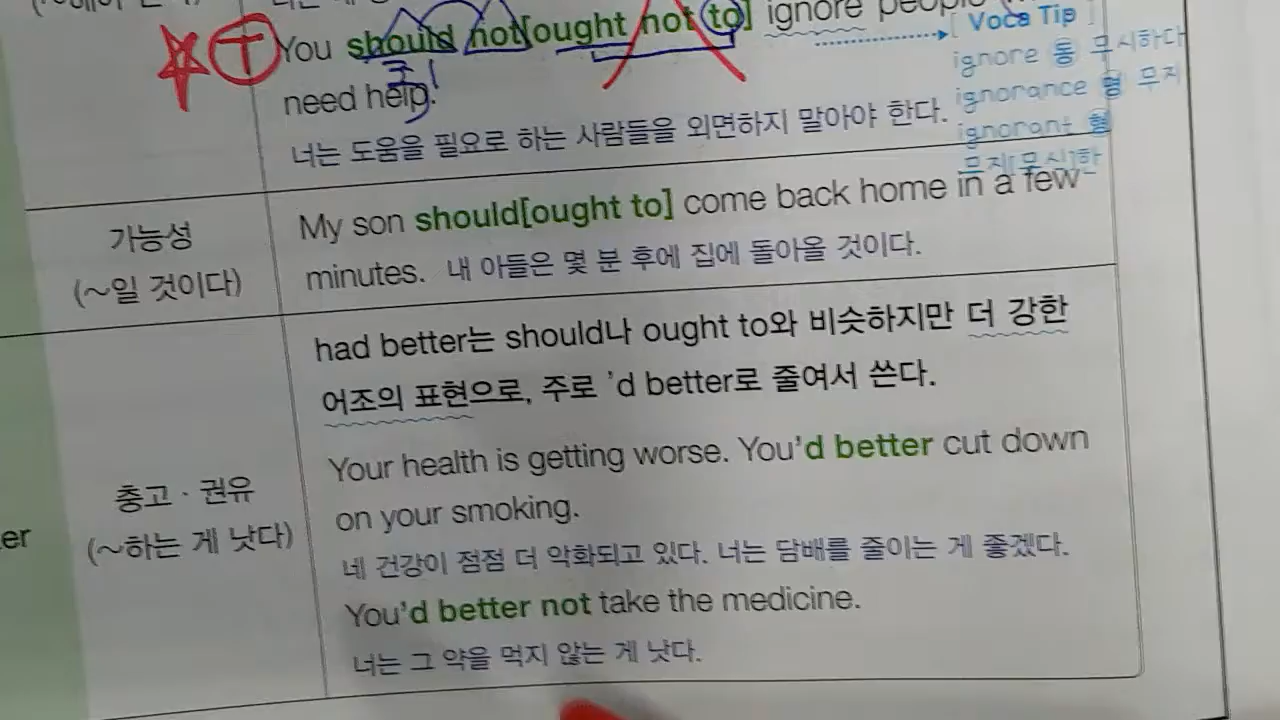 You should not[ought not to] ignore people
Voca Tip
need help.
ignore 동 무시하다
ignorance 명 무지
ignorant 형
무지[무시]한
너는 도움을 필요로 하는 사람들을 외면하지 말아야 한다.
가능성
(~일 것이다)
My son should[ought to] come back home in a few
minutes. 내 아들은 몇 분 후에 집에 돌아올 것이다.
had better는 should나 ought to와 비슷하지만 더 강한
어조의 표현으로, 주로 ’d better로 줄여서 쓴다.
충고 · 권유
(~하는 게 낫다)
Your health is getting worse. You’d better cut down
on your smoking.
네 건강이 점점 더 악화되고 있다. 너는 담배를 줄이는 게 좋겠다.
You’d better not take the medicine.
너는 그 약을 먹지 않는 게 낫다.